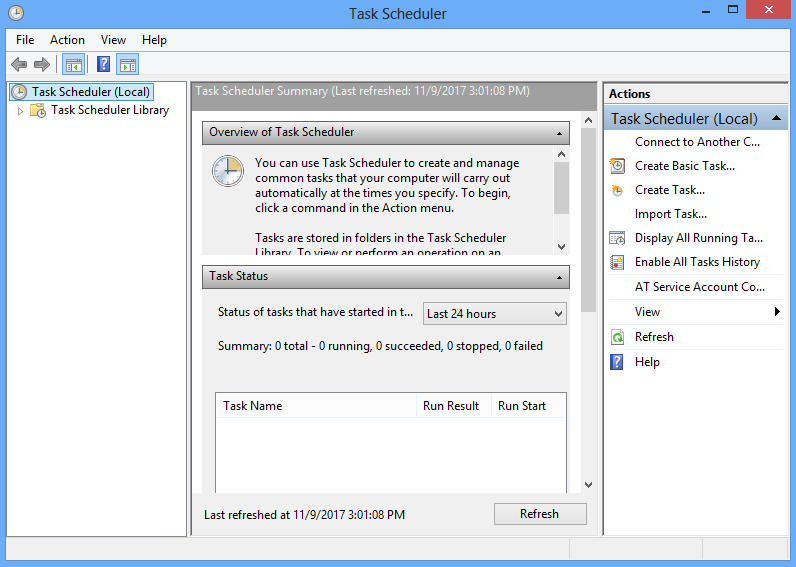 Task Scheduler
File Action View Help
Task Scheduler (Local)
Task Scheduler Library
Task Scheduler Summary (Last refreshed: 11/9/2017 3:01:08 PM)
Overview of Task Scheduler
You can use Task Scheduler to create and manage
common tasks that your computer will carry out
automatically at the times you specify. To begin,
click a command in the Action menu.
Tasks are stored in folders in the Task Scheduler
Library. To view or perform an operation on an
Task Status
Status of tasks that have started in t... Last 24 hours
Summary: 0 total - 0 running, 0 succeeded, 0 stopped, 0 failed
Task Name Run Result Run Start
Last refreshed at 11/9/2017 3:01:08 PM Refresh
Actions
Task Scheduler (Local)
Connect to Another C...
Create Basic Task...
Create Task...
Import Task...
Display All Running Ta...
Enable All Tasks History
AT Service Account Co...
View
Refresh
Help